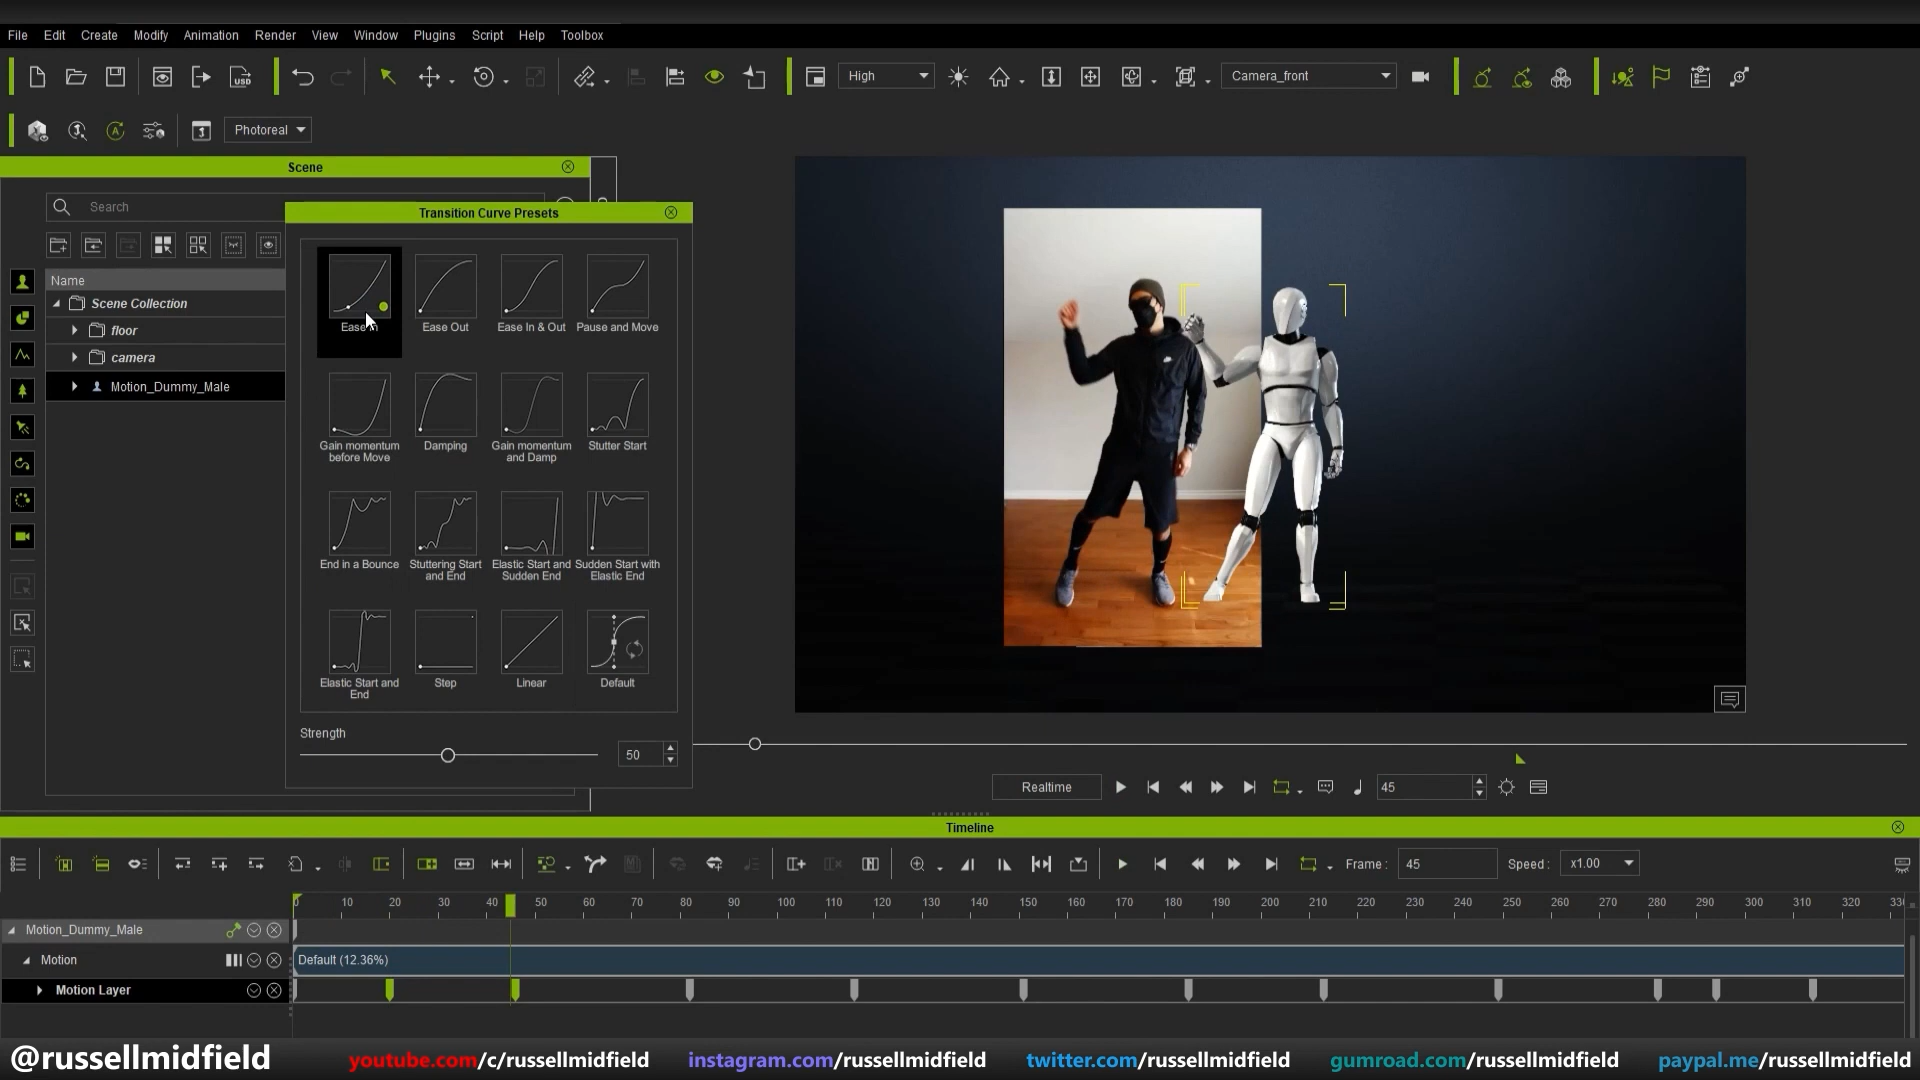 File Edit Create Modify Animation Render View Window Plugins Script Help Toolbox
USD
High
Camera_front
Photoreal
Scene
Search
Name
Scene Collection
floor
camera
Motion_Dummy_Male
Transition Curve Presets
Ease In
Ease Out
Ease In & Out
Pause and Move
Gain momentum
before Move
Damping
Gain momentum
and Damp
Stutter Start
End in a Bounce
Stuttering Start
and End
Elastic Start and
Sudden End
Sudden Start with
Elastic End
Elastic Start and
End
Step
Linear
Default
Strength
50
Realtime
45
Timeline
Frame : 45 Speed : x1.00
0 10 20 30 40 50 60 70 80 90 100 110 120 130 140 150 160 170 180 190 200 210 220 230 240 250 260 270 280 290 300 310 320
Motion_Dummy_Male
Motion
Default (12.36%)
Motion Layer
@russellmidfield youtube.com/c/russellmidfield instagram.com/russellmidfield twitter.com/russellmidfield gumroad.com/russellmidfield paypal.me/russellmidfield